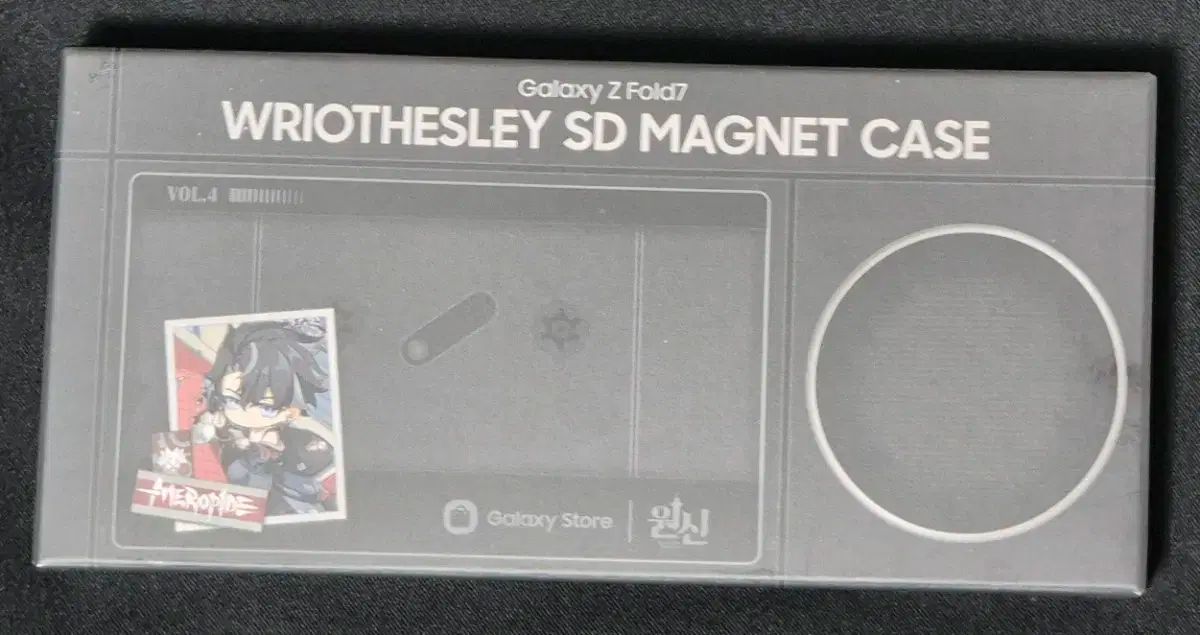 Galaxy Z Fold7
WRIOTHESLEY SD MAGNET CASE
VOL.4
MEROPIDE
Galaxy Store
원신